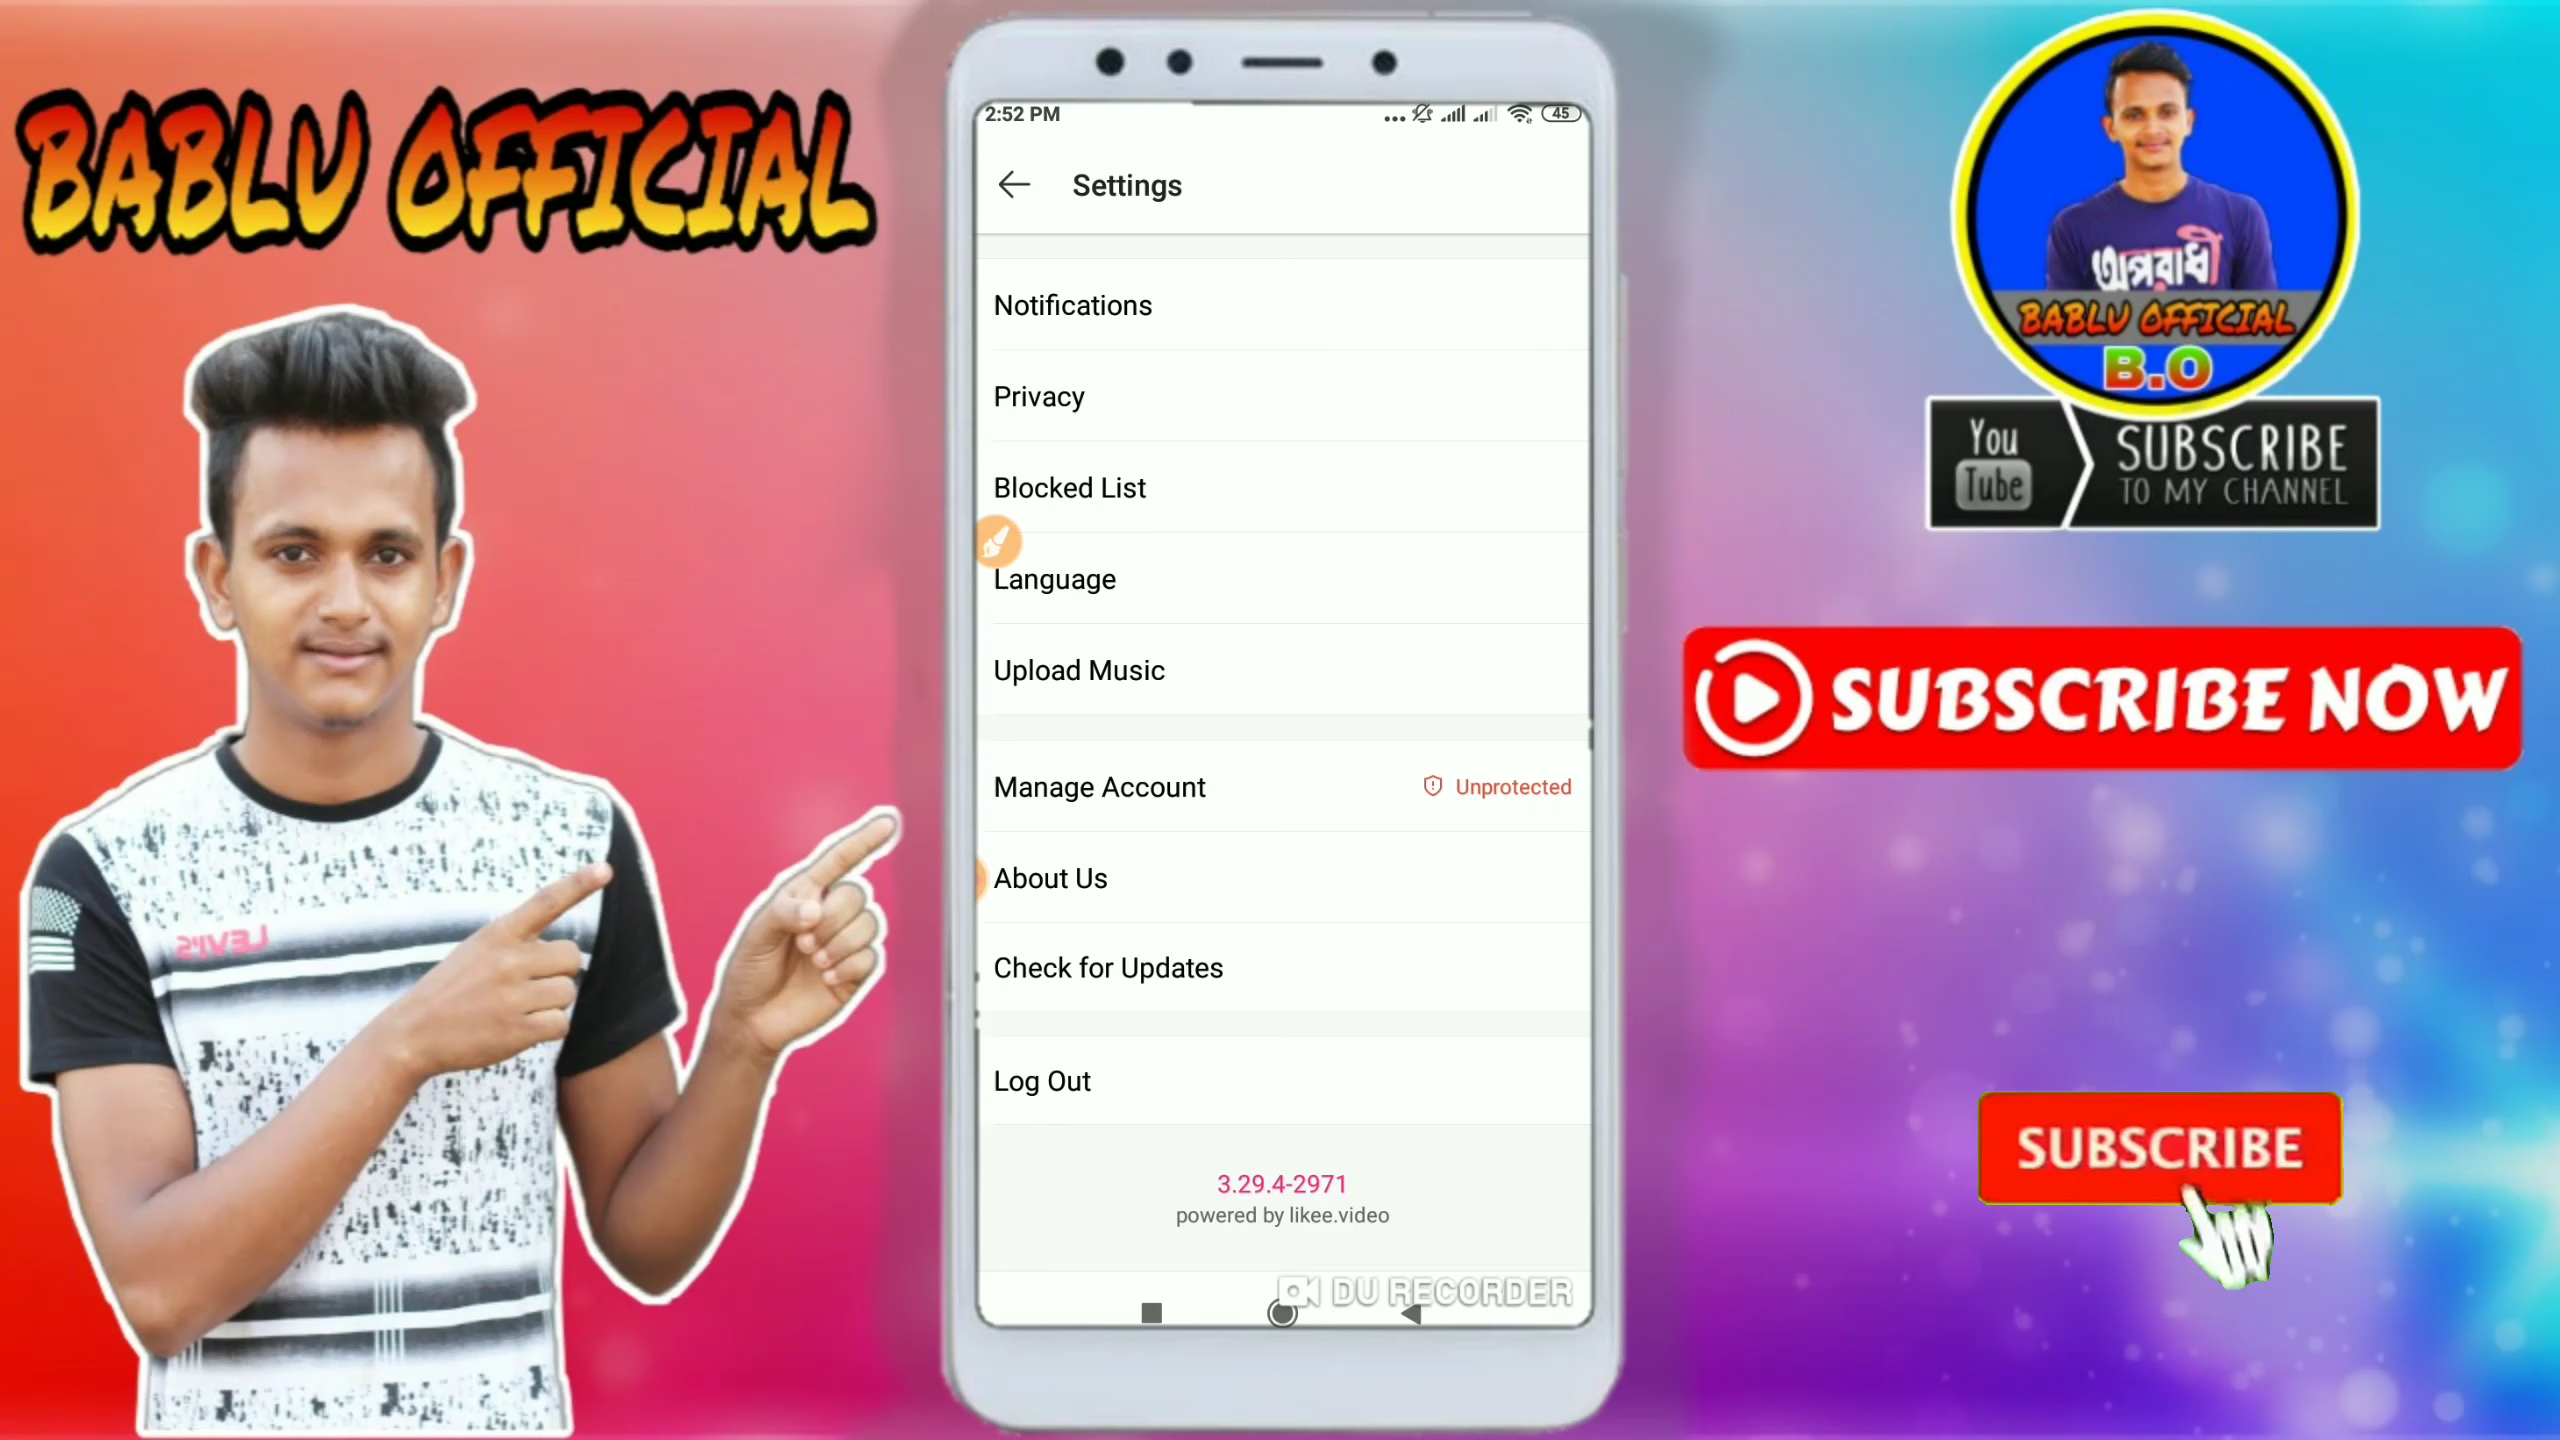 BABLU OFFICIAL
LEVI'S
2:52 PM
45
Settings
Notifications
Privacy
Blocked List
Language
Upload Music
Manage Account
Unprotected
About Us
Check for Updates
Log Out
3.29.4-2971
powered by likee.video
DU RECORDER
অপরাধী
BABLU OFFICIAL
B.O
You
Tube
SUBSCRIBE
TO MY CHANNEL
SUBSCRIBE NOW
SUBSCRIBE